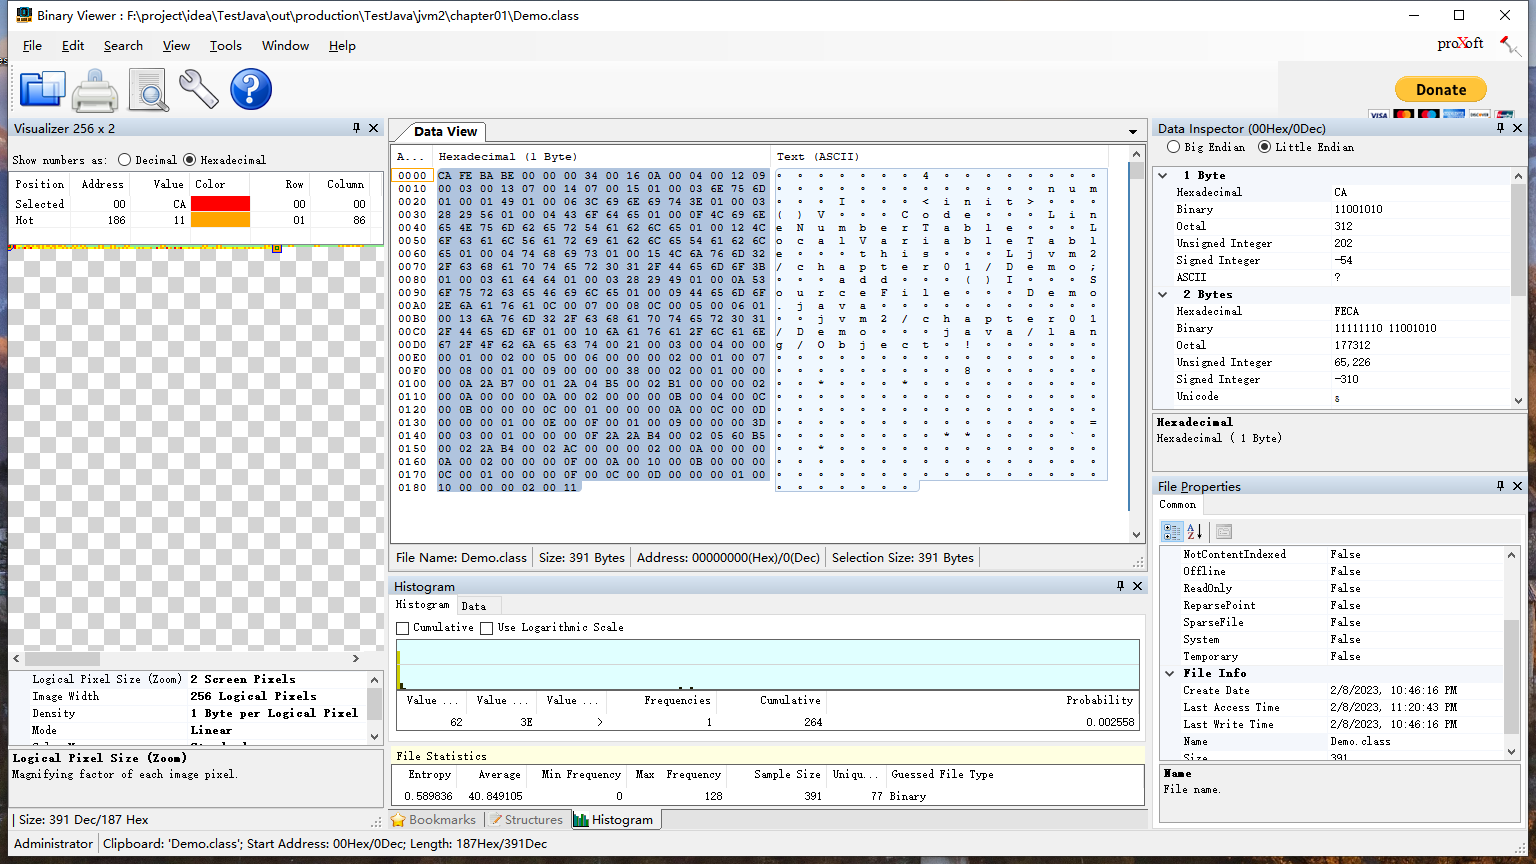 Binary Viewer : F:\project\idea\TestJava\out\production\TestJava\jvm2\chapter01\Demo.class
File Edit Search View Tools Window Help
proXoft
Donate
VISA
Visualizer 256 x 2
Show numbers as: Decimal Hexadecimal
Position Address Value Color Row Column
Selected 00 CA 00 00
Hot 186 11 01 86
Logical Pixel Size (Zoom) 2 Screen Pixels
Image Width 256 Logical Pixels
Density 1 Byte per Logical Pixel
Mode Linear
Logical Pixel Size (Zoom)
Magnifying factor of each image pixel.
Size: 391 Dec/187 Hex
Data View
A... Hexadecimal (1 Byte) Text (ASCII)
0000 CA FE BA BE 00 00 00 34 00 16 0A 00 04 00 12 09 4
0010 00 03 00 13 07 00 14 07 00 15 01 00 03 6E 75 6D n u m
0020 01 00 01 49 01 00 06 3C 69 6E 69 74 3E 01 00 03 I < i n i t >
0030 28 29 56 01 00 04 43 6F 64 65 01 00 0F 4C 69 6E ( ) V C o d e L i n
0040 65 4E 75 6D 62 65 72 54 61 62 6C 65 01 00 12 4C e N u m b e r T a b l e L
0050 6F 63 61 6C 56 61 72 69 61 62 6C 65 54 61 62 6C o c a l V a r i a b l e T a b l
0060 65 01 00 04 74 68 69 73 01 00 15 4C 6A 76 6D 32 e t h i s L j v m 2
0070 2F 63 68 61 70 74 65 72 30 31 2F 44 65 6D 6F 3B / c h a p t e r 0 1 / D e m o ;
0080 01 00 03 61 64 64 01 00 03 28 29 49 01 00 0A 53 a d d ( ) I S
0090 6F 75 72 63 65 46 69 6C 65 01 00 09 44 65 6D 6F o u r c e F i l e D e m o
00A0 2E 6A 61 76 61 0C 00 07 00 08 0C 00 05 00 06 01 . j a v a
00B0 00 13 6A 76 6D 32 2F 63 68 61 70 74 65 72 30 31 j v m 2 / c h a p t e r 0 1
00C0 2F 44 65 6D 6F 01 00 10 6A 61 76 61 2F 6C 61 6E / D e m o j a v a / l a n
00D0 67 2F 4F 62 6A 65 63 74 00 21 00 03 00 04 00 00 g / O b j e c t !
00E0 00 01 00 02 00 05 00 06 00 00 00 02 00 01 00 07
00F0 00 08 00 01 00 09 00 00 00 38 00 02 00 01 00 00 8
0100 00 0A 2A B7 00 01 2A 04 B5 00 02 B1 00 00 00 02 * *
0110 00 0A 00 00 00 0A 00 02 00 00 00 0B 00 04 00 0C
0120 00 0B 00 00 00 0C 00 01 00 00 00 0A 00 0C 00 0D
0130 00 00 00 01 00 0E 00 0F 00 01 00 09 00 00 00 3D =
0140 00 03 00 01 00 00 00 0F 2A 2A B4 00 02 05 60 B5 * * `
0150 00 02 2A B4 00 02 AC 00 00 00 02 00 0A 00 00 00 *
0160 0A 00 02 00 00 00 0F 00 0A 00 10 00 0B 00 00 00
0170 0C 00 01 00 00 00 0F 00 0C 00 0D 00 00 00 01 00
0180 10 00 00 00 02 00 11
File Name: Demo.class Size: 391 Bytes Address: 00000000(Hex)/0(Dec) Selection Size: 391 Bytes
Histogram
Histogram Data
Cumulative Use Logarithmic Scale
Value ... Value ... Value ... Frequencies Cumulative Probability
62 3E > 1 264 0.002558
File Statistics
Entropy Average Min Frequency Max Frequency Sample Size Uniqu... Guessed File Type
0.589836 40.849105 0 128 391 77 Binary
Bookmarks Structures Histogram
Data Inspector (00Hex/0Dec)
Big Endian Little Endian
1 Byte
Hexadecimal CA
Binary 11001010
Octal 312
Unsigned Integer 202
Signed Integer -54
ASCII ?
2 Bytes
Hexadecimal FECA
Binary 11111110 11001010
Octal 177312
Unsigned Integer 65,226
Signed Integer -310
Unicode
Hexadecimal
Hexadecimal ( 1 Byte)
File Properties
Common
NotContentIndexed False
Offline False
ReadOnly False
ReparsePoint False
SparseFile False
System False
Temporary False
File Info
Create Date 2/8/2023, 10:46:16 PM
Last Access Time 2/8/2023, 11:20:43 PM
Last Write Time 2/8/2023, 10:46:16 PM
Name Demo.class
Size 391
Name
File name.
Administrator Clipboard: 'Demo.class'; Start Address: 00Hex/0Dec; Length: 187Hex/391Dec